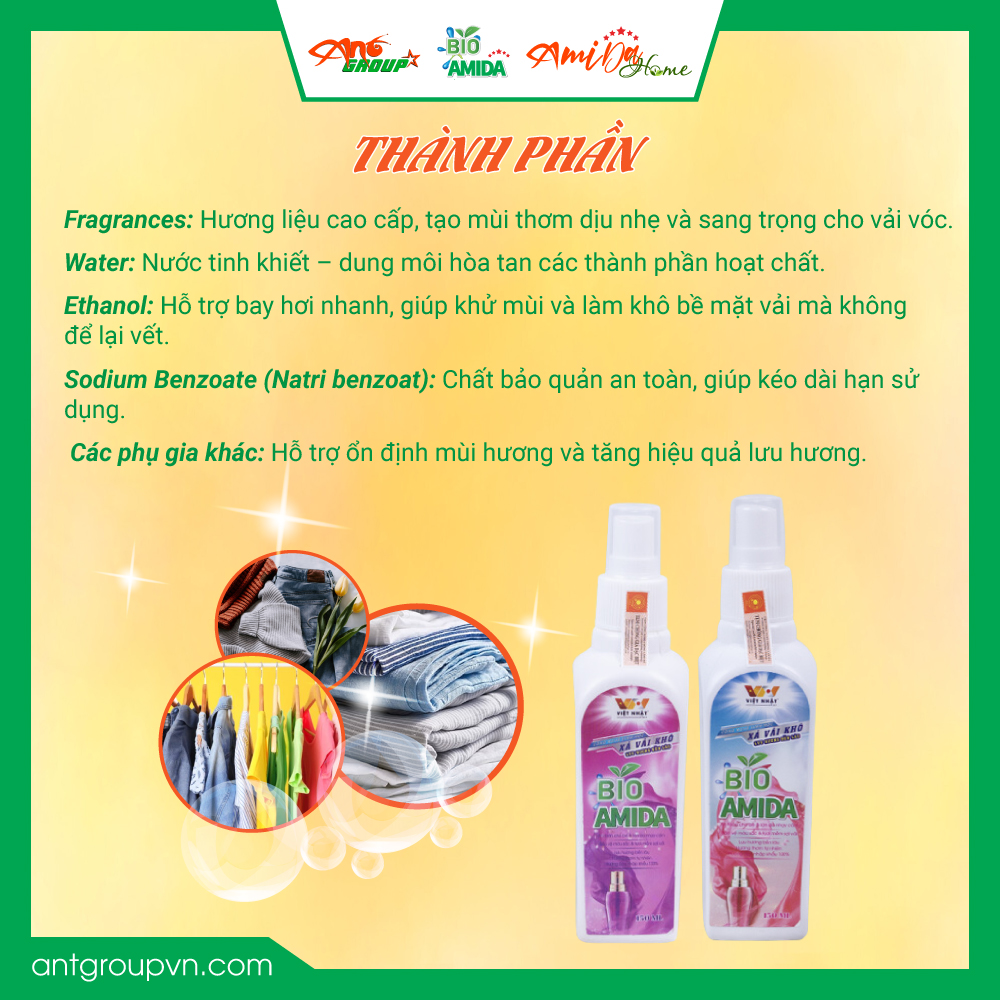 Ant
GROUP
BIO
AMIDA
AmiDa
Home
THÀNH PHẦN
Fragrances: Hương liệu cao cấp, tạo mùi thơm dịu nhẹ và sang trọng cho vải vóc.
Water: Nước tinh khiết – dung môi hòa tan các thành phần hoạt chất.
Ethanol: Hỗ trợ bay hơi nhanh, giúp khử mùi và làm khô bề mặt vải mà không
để lại vết.
Sodium Benzoate (Natri benzoat): Chất bảo quản an toàn, giúp kéo dài hạn sử
dụng.
Các phụ gia khác: Hỗ trợ ổn định mùi hương và tăng hiệu quả lưu hương.
VIỆT NHẬT
XẢ VẢI KHÔ
BIO
AMIDA
450 ML
VIỆT NHẬT
XẢ VẢI KHÔ
BIO
AMIDA
450 ML
antgroupvn.com